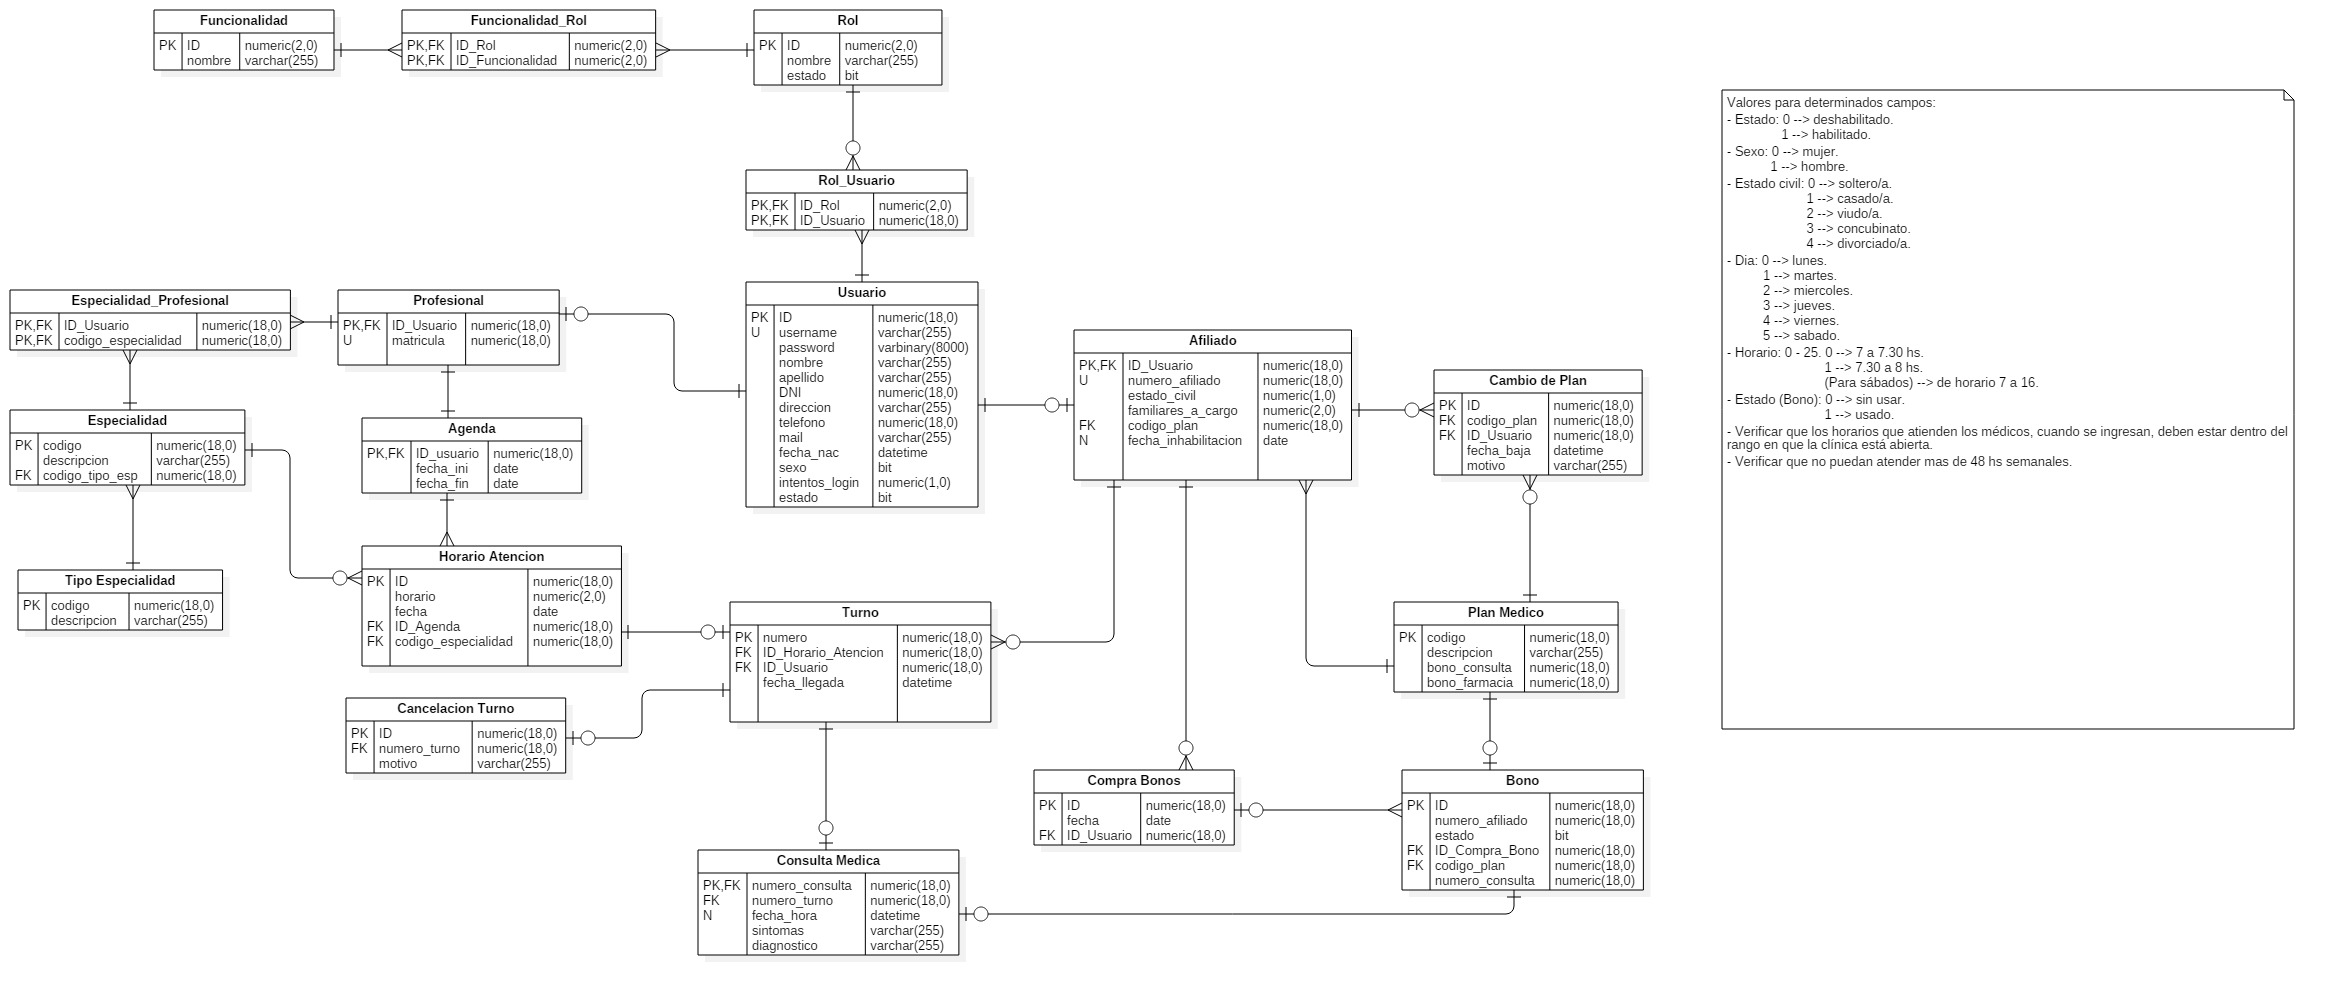 Funcionalidad
PK ID numeric(2,0)
nombre varchar(255)
Funcionalidad_Rol
PK,FK ID_Rol numeric(2,0)
PK,FK ID_Funcionalidad numeric(2,0)
Rol
PK ID numeric(2,0)
nombre varchar(255)
estado bit
Rol_Usuario
PK,FK ID_Rol numeric(2,0)
PK,FK ID_Usuario numeric(18,0)
Especialidad_Profesional
PK,FK ID_Usuario numeric(18,0)
PK,FK codigo_especialidad numeric(18,0)
Profesional
PK,FK ID_Usuario numeric(18,0)
U matricula numeric(18,0)
Usuario
PK ID numeric(18,0)
U username varchar(255)
password varbinary(8000)
nombre varchar(255)
apellido varchar(255)
DNI numeric(18,0)
direccion varchar(255)
telefono numeric(18,0)
mail varchar(255)
fecha_nac datetime
sexo bit
intentos_login numeric(1,0)
estado bit
Afiliado
PK,FK ID_Usuario numeric(18,0)
U numero_afiliado numeric(18,0)
estado_civil numeric(1,0)
familiares_a_cargo numeric(2,0)
FK codigo_plan numeric(18,0)
N fecha_inhabilitacion date
Cambio de Plan
PK ID numeric(18,0)
FK codigo_plan numeric(18,0)
FK ID_Usuario numeric(18,0)
fecha_baja datetime
motivo varchar(255)
Especialidad
PK codigo numeric(18,0)
descripcion varchar(255)
FK codigo_tipo_esp numeric(18,0)
Agenda
PK,FK ID_usuario numeric(18,0)
fecha_ini date
fecha_fin date
Tipo Especialidad
PK codigo numeric(18,0)
descripcion varchar(255)
Horario Atencion
PK ID numeric(18,0)
horario numeric(2,0)
fecha date
FK ID_Agenda numeric(18,0)
FK codigo_especialidad numeric(18,0)
Turno
PK numero numeric(18,0)
FK ID_Horario_Atencion numeric(18,0)
FK ID_Usuario numeric(18,0)
fecha_llegada datetime
Plan Medico
PK codigo numeric(18,0)
descripcion varchar(255)
bono_consulta numeric(18,0)
bono_farmacia numeric(18,0)
Cancelacion Turno
PK ID numeric(18,0)
FK numero_turno numeric(18,0)
motivo varchar(255)
Compra Bonos
PK ID numeric(18,0)
fecha date
FK ID_Usuario numeric(18,0)
Bono
PK ID numeric(18,0)
numero_afiliado numeric(18,0)
estado bit
FK ID_Compra_Bono numeric(18,0)
FK codigo_plan numeric(18,0)
numero_consulta numeric(18,0)
Consulta Medica
PK,FK numero_consulta numeric(18,0)
FK numero_turno numeric(18,0)
N fecha_hora datetime
sintomas varchar(255)
diagnostico varchar(255)
Valores para determinados campos:
- Estado: 0 --> deshabilitado.
1 --> habilitado.
- Sexo: 0 --> mujer.
1 --> hombre.
- Estado civil: 0 --> soltero/a.
1 --> casado/a.
2 --> viudo/a.
3 --> concubinato.
4 --> divorciado/a.
- Dia: 0 --> lunes.
1 --> martes.
2 --> miercoles.
3 --> jueves.
4 --> viernes.
5 --> sabado.
- Horario: 0 - 25. 0 --> 7 a 7.30 hs.
1 --> 7.30 a 8 hs.
(Para sábados) --> de horario 7 a 16.
- Estado (Bono): 0 --> sin usar.
1 --> usado.
- Verificar que los horarios que atienden los médicos, cuando se ingresan, deben estar dentro del
rango en que la clínica está abierta.
- Verificar que no puedan atender mas de 48 hs semanales.